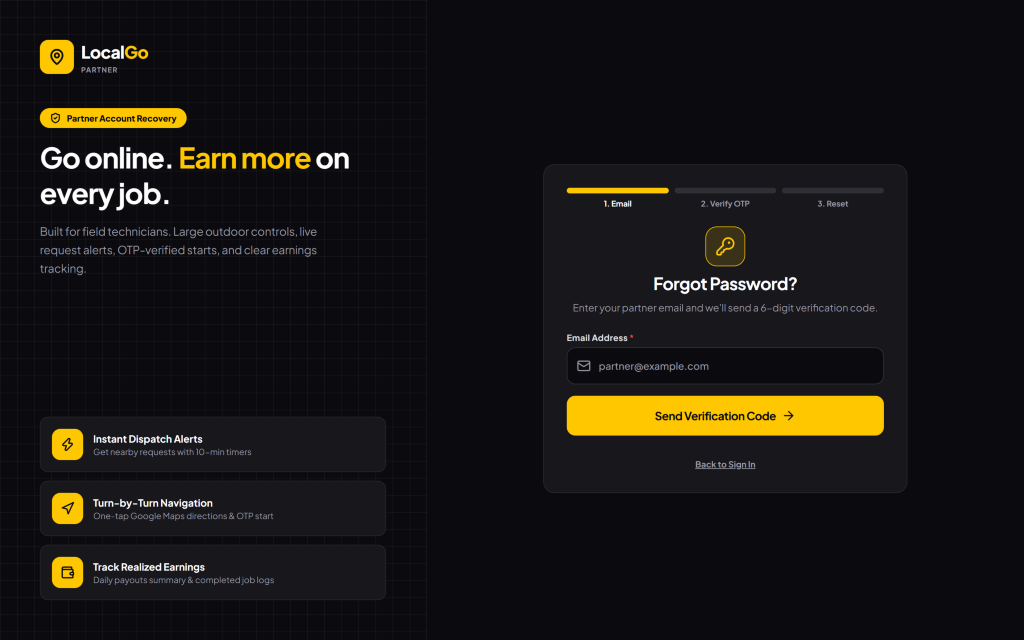 LocalGo
PARTNER
Partner Account Recovery
Go online. Earn more on
every job.
Built for field technicians. Large outdoor controls, live
request alerts, OTP-verified starts, and clear earnings
tracking.
Instant Dispatch Alerts
Get nearby requests with 10-min timers
Turn-by-Turn Navigation
One-tap Google Maps directions & OTP start
Track Realized Earnings
Daily payouts summary & completed job logs
1. Email
2. Verify OTP
3. Reset
Forgot Password?
Enter your partner email and we'll send a 6-digit verification code.
Email Address *
partner@example.com
Send Verification Code →
Back to Sign In